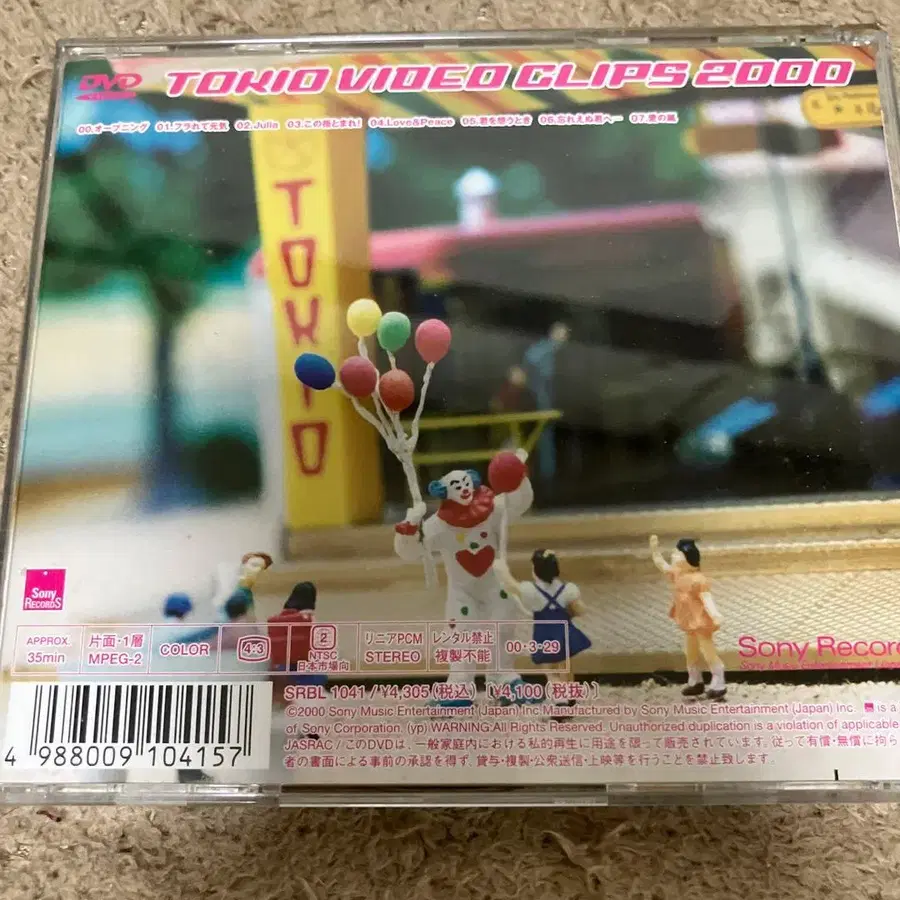 DVD VIDEO TOKIO VIDEO CLIPS 2000
00.オープニング 01.フラれて元気 02.Julia 03.この指とまれ! 04.Love&Peace 05.君を想うとき 06.忘れえぬ君へ… 07.愛の嵐
TOKIO
Sony
RECORDS
Sony Recor
APPROX.
35min
片面・1層
MPEG-2
COLOR
4:3
2
NTSC
日本市場向
リニアPCM
STEREO
レンタル禁止
複製不能
00・3・29
SRBL 1041/¥4,305(税込) [¥4,100(税抜)]
©2000 Sony Music Entertainment (Japan) Inc. Manufactured by Sony Music Entertainment (Japan) Inc. is a
of Sony Corporation. (yp) WARNING:All Rights Reserved. Unauthorized duplication is a violation of applicable
JASRAC/このDVDは、一般家庭内における私的再生に用途を限って販売されています。従って有償・無償に拘ら
者の書面による事前の承認を得ず、貸与・複製・公衆送信・上映等を行うことを禁止致します。
4 988009 104157